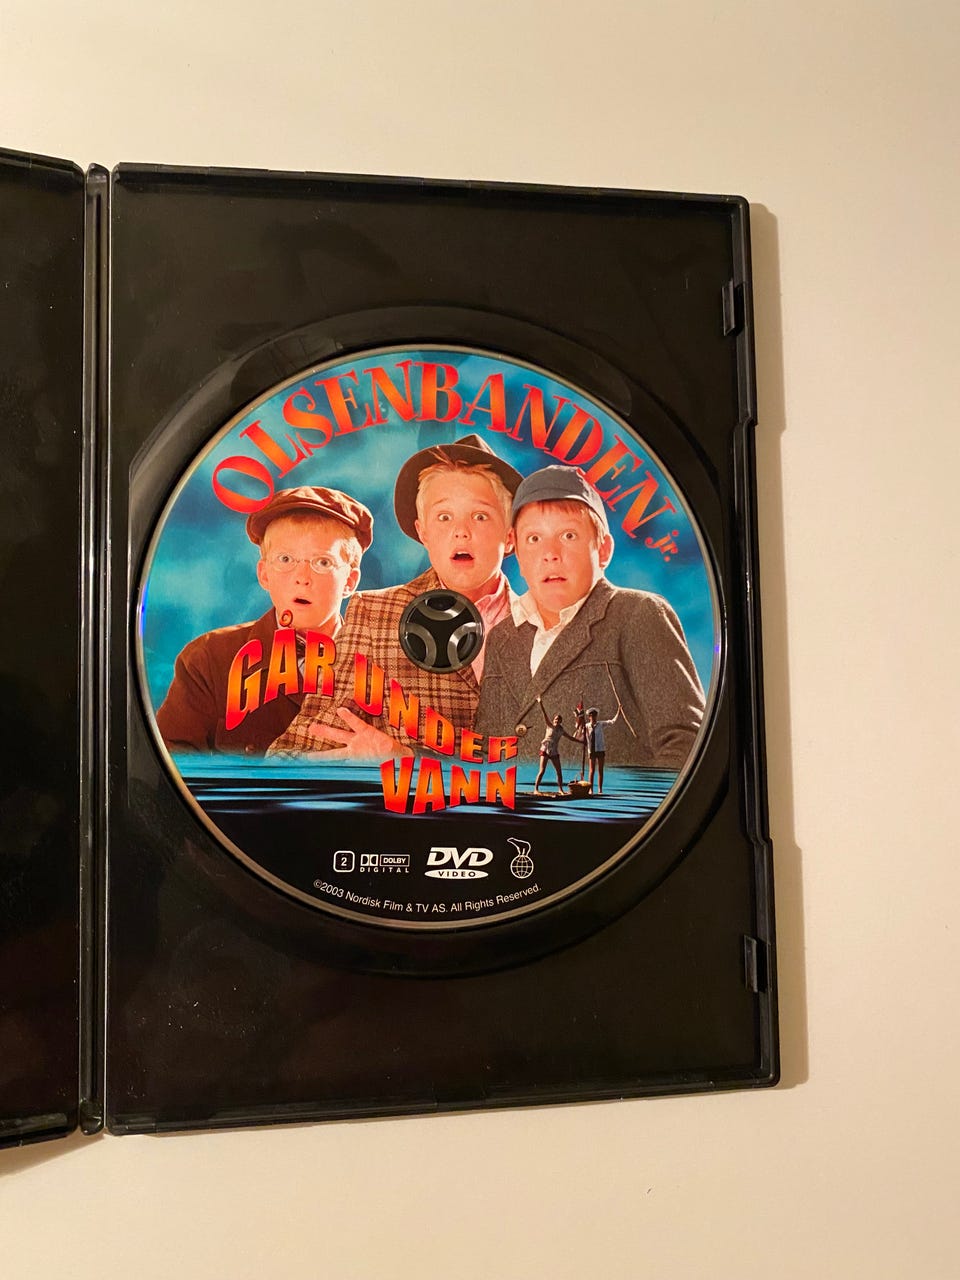 OLSENBANDEN jr.
GÅR UNDER
VANN
2 DOLBY DIGITAL DVD VIDEO
©2003 Nordisk Film & TV AS. All Rights Reserved.